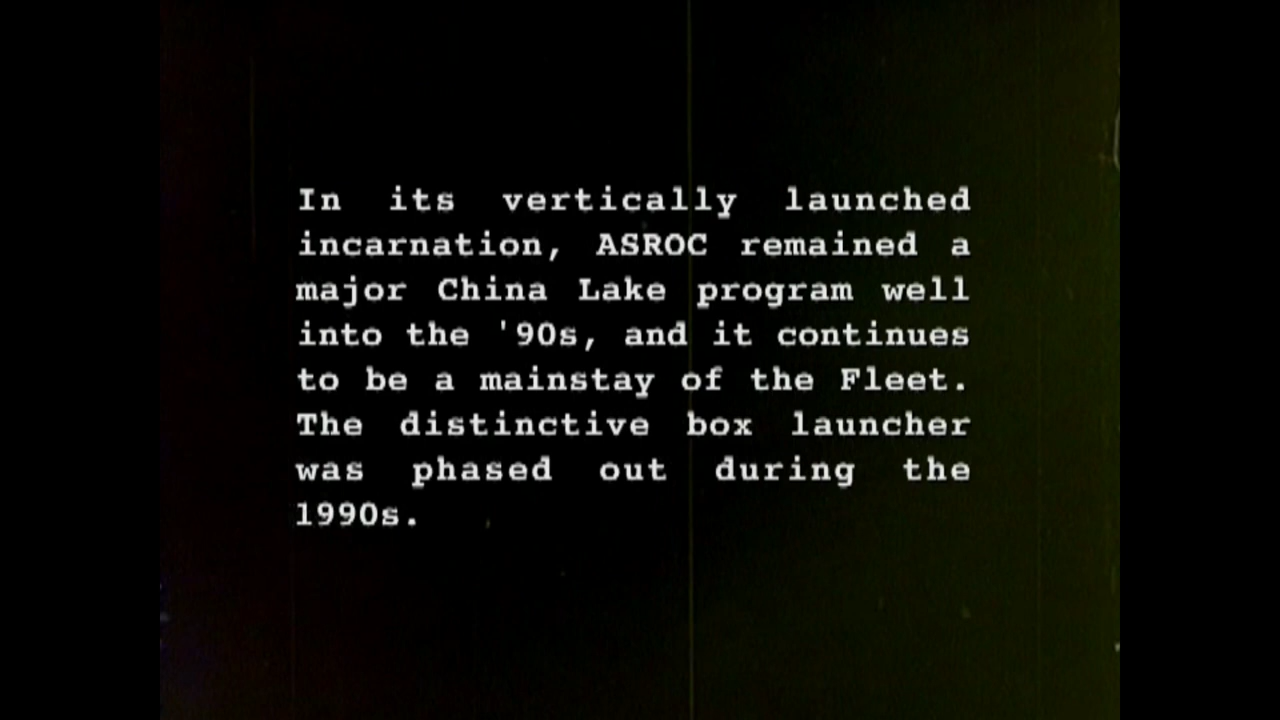 In its vertically launched
incarnation, ASROC remained a
major China Lake program well
into the '90s, and it continues
to be a mainstay of the Fleet.
The distinctive box launcher
was phased out during the
1990s.